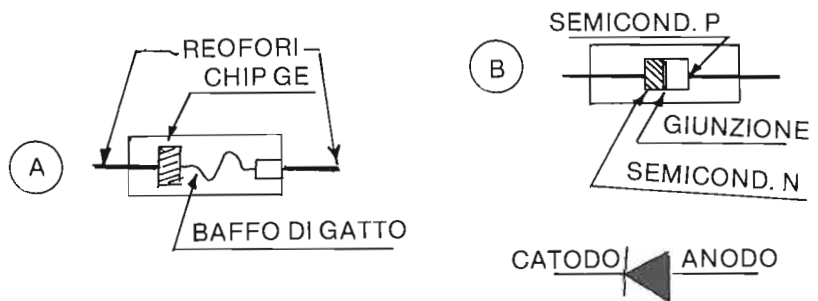 REOFORI
CHIP GE
A
BAFFO DI GATTO
SEMICOND. P
B
GIUNZIONE
SEMICOND. N
CATODO
ANODO